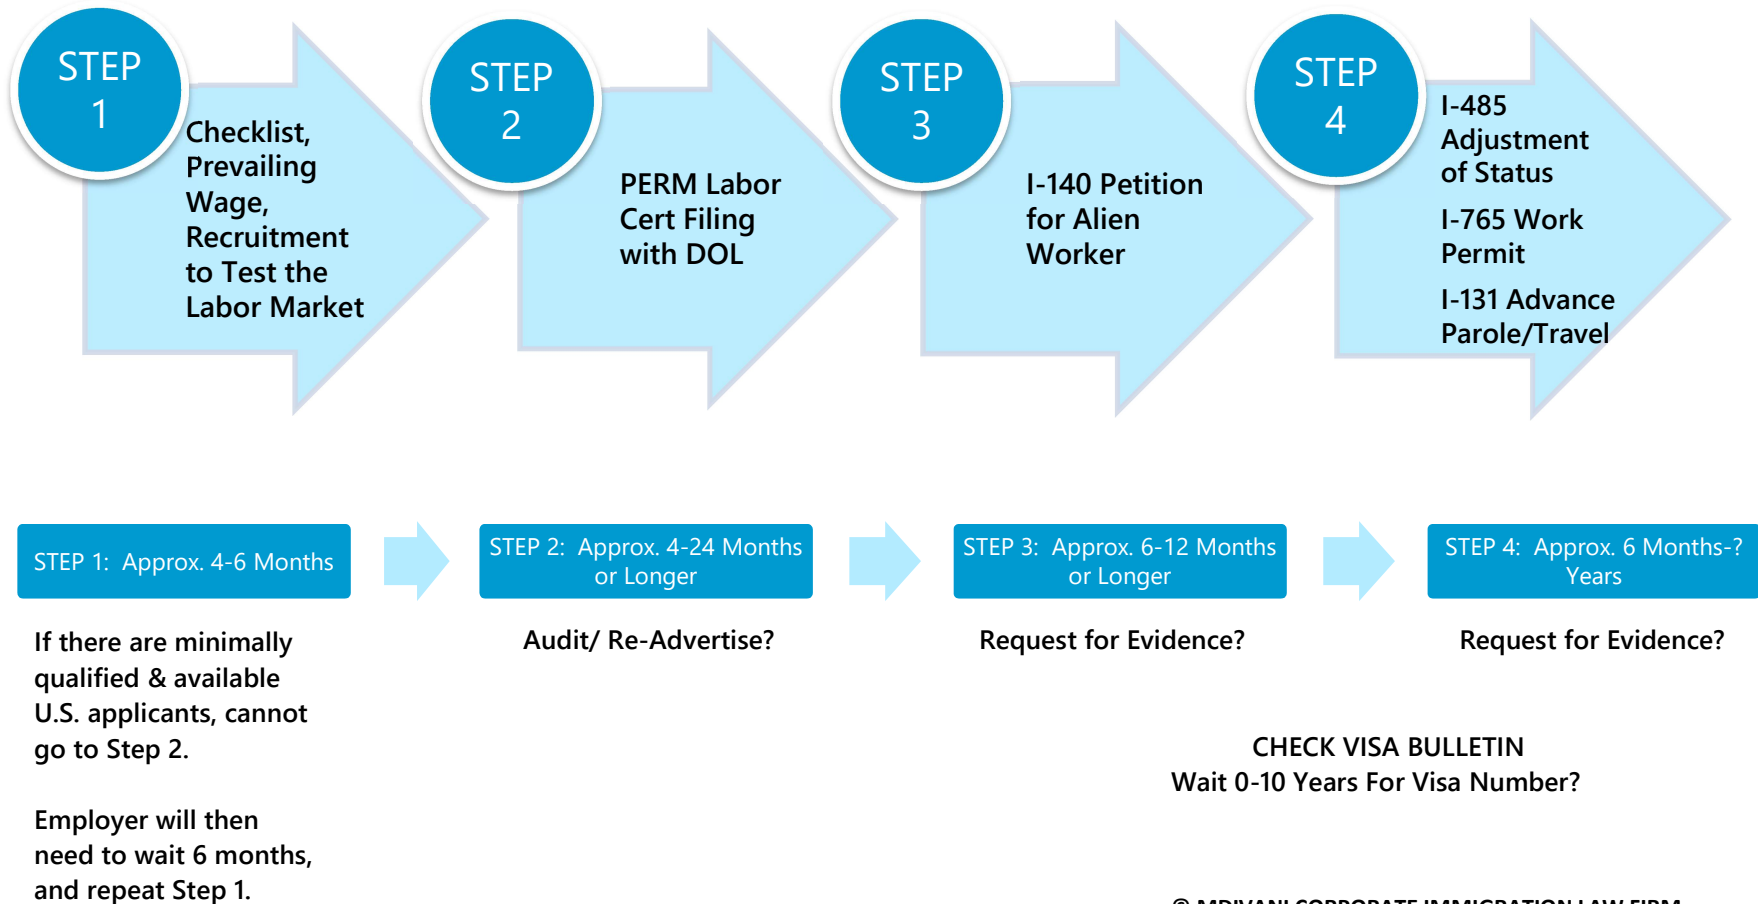 STEP
1
Checklist,
Prevailing
Wage,
Recruitment
to Test the
Labor Market
STEP
2
PERM Labor
Cert Filing
with DOL
STEP
3
I-140 Petition
for Alien
Worker
STEP
4
I-485
Adjustment
of Status
I-765 Work
Permit
I-131 Advance
Parole/Travel
STEP 1: Approx. 4-6 Months
If there are minimally
qualified & available
U.S. applicants, cannot
go to Step 2.
Employer will then
need to wait 6 months,
and repeat Step 1.
STEP 2: Approx. 4-24 Months
or Longer
Audit/ Re-Advertise?
STEP 3: Approx. 6-12 Months
or Longer
Request for Evidence?
STEP 4: Approx. 6 Months-?
Years
Request for Evidence?
CHECK VISA BULLETIN
Wait 0-10 Years For Visa Number?
© MDIVANI CORPORATE IMMIGRATION LAW FIRM